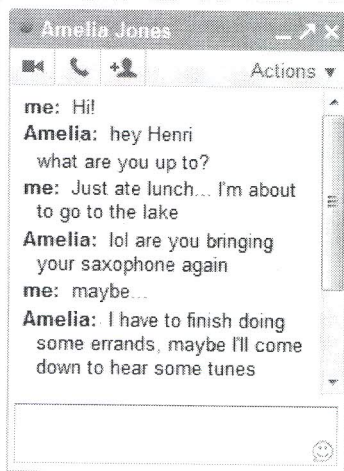 Amelia Jones
Actions
me: Hi!
Amelia: hey Henri
what are you up to?
me: Just ate lunch... I'm about
to go to the lake
Amelia: lol are you bringing
your saxophone again
me: maybe...
Amelia: I have to finish doing
some errands, maybe I'll come
down to hear some tunes